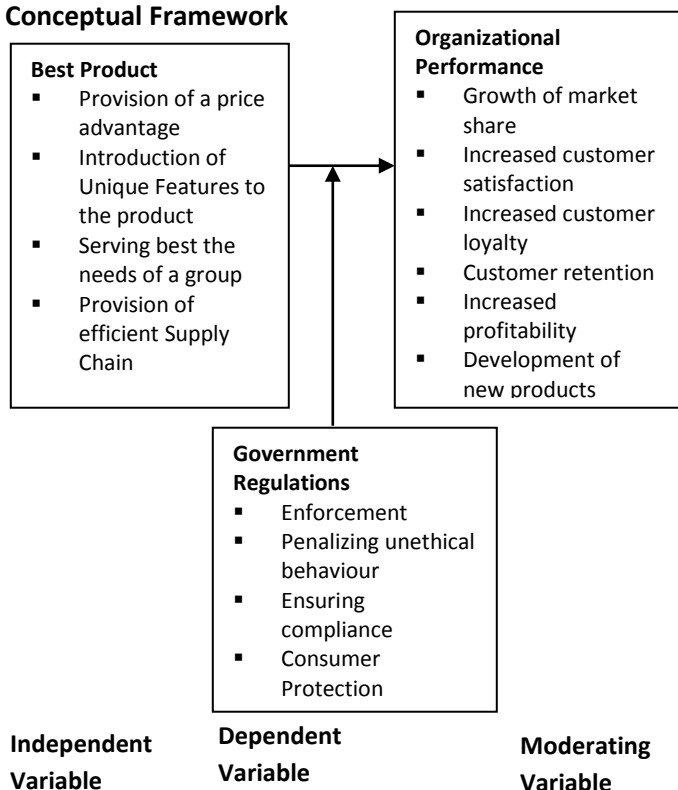 Conceptual Framework
Best Product
▪ Provision of a price
advantage
▪ Introduction of
Unique Features to
the product
▪ Serving best the
needs of a group
▪ Provision of
efficient Supply
Chain
Organizational
Performance
▪ Growth of market
share
▪ Increased customer
satisfaction
▪ Increased customer
loyalty
▪ Customer retention
▪ Increased
profitability
▪ Development of
new products
Government
Regulations
▪ Enforcement
▪ Penalizing unethical
behaviour
▪ Ensuring
compliance
▪ Consumer
Protection
Independent
Variable
Dependent
Variable
Moderating
Variable